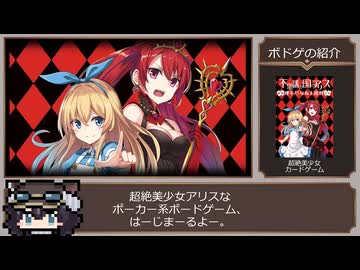 ボドゲの紹介
不思議の国のアリス
超絶美少女
カードゲーム
超絶美少女アリスな
ポーカー系ボードゲーム、
はーじまーるよー。